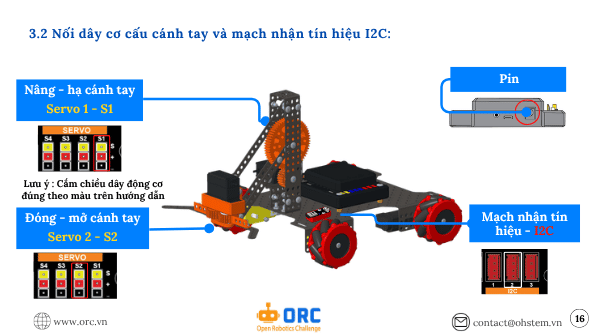 3.2 Nối dây cơ cấu cánh tay và mạch nhận tín hiệu I2C:
Nâng - hạ cánh tay
Servo 1 - S1
SERVO
S4 S3 S2 S1
S
+
-
Lưu ý : Cắm chiều dây động cơ
đúng theo màu trên hướng dẫn
Đóng - mở cánh tay
Servo 2 - S2
SERVO
S4 S3 S2 S1
S
+
-
Pin
Mạch nhận tín
hiệu - I2C
1 2 3
I2C
www.orc.vn
ORC
Open Robotics Challenge
contact@ohstem.vn
16